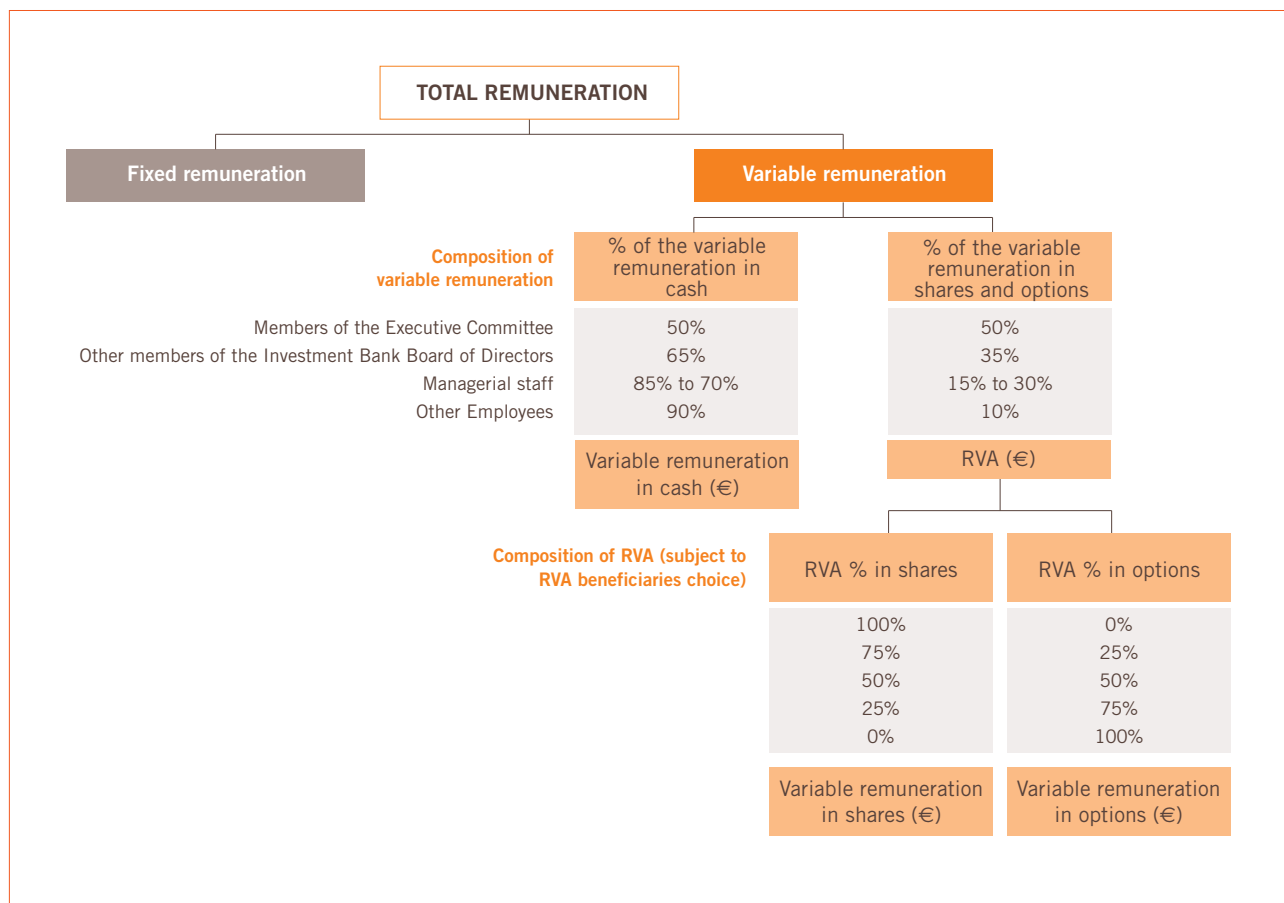 TOTAL REMUNERATION
Fixed remuneration
Variable remuneration
Composition of
variable remuneration
% of the variable
remuneration in
cash
% of the variable
remuneration in
shares and options
Members of the Executive Committee 50% 50%
Other members of the Investment Bank Board of Directors 65% 35%
Managerial staff 85% to 70% 15% to 30%
Other Employees 90% 10%
Variable remuneration
in cash (€)
RVA (€)
Composition of RVA (subject to
RVA beneficiaries choice)
RVA % in shares
RVA % in options
100% 0%
75% 25%
50% 50%
25% 75%
0% 100%
Variable remuneration
in shares (€)
Variable remuneration
in options (€)